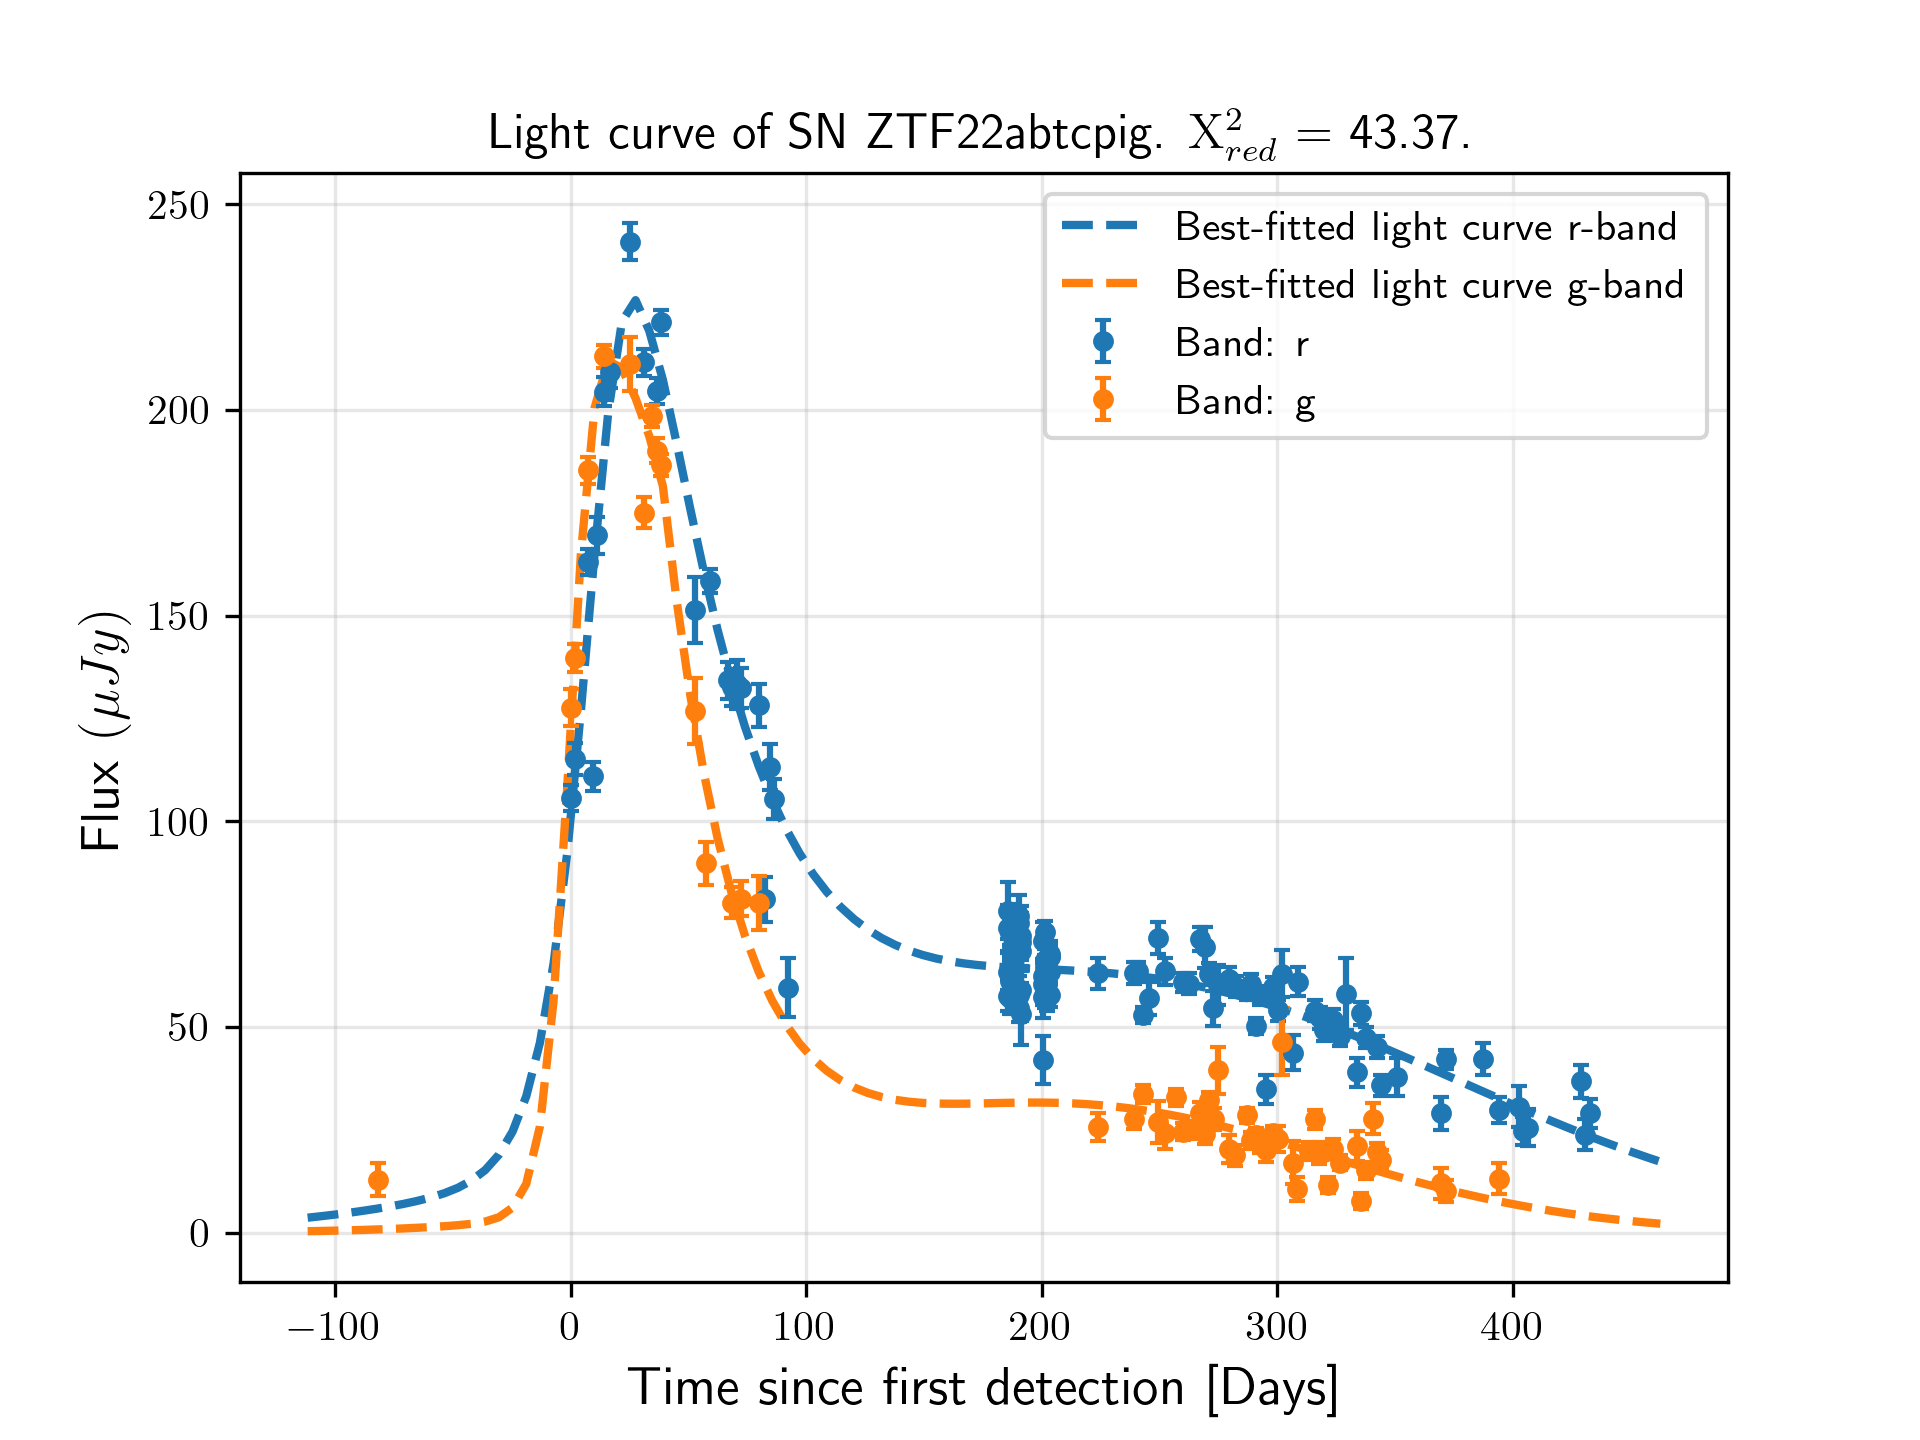 Light curve of SN ZTF22abtcpig. X²red = 43.37.
Best-fitted light curve r-band
Best-fitted light curve g-band
Band: r
Band: g
Flux (μJy)
250
200
150
100
50
0
−100 0 100 200 300 400
Time since first detection [Days]